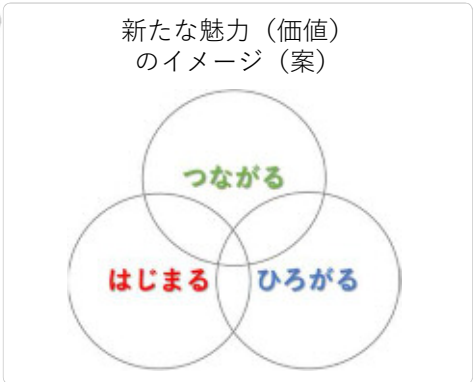 新たな魅力（価値）
のイメージ（案）
つながる
はじまる
ひろがる